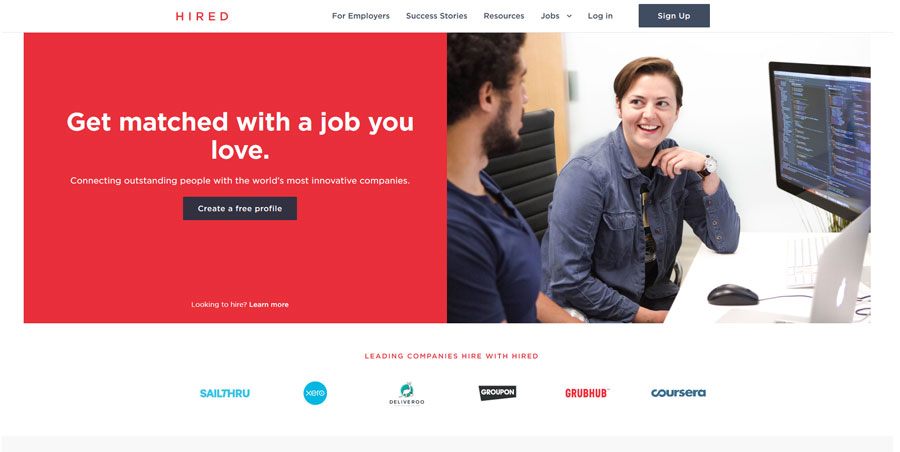 HIRED
For Employers Success Stories Resources Jobs Log in Sign Up
Get matched with a job you
love.
Connecting outstanding people with the world's most innovative companies.
Create a free profile
Looking to hire? Learn more
LEADING COMPANIES HIRE WITH HIRED
SAILTHRU xero DELIVEROO GROUPON GRUBHUB coursera